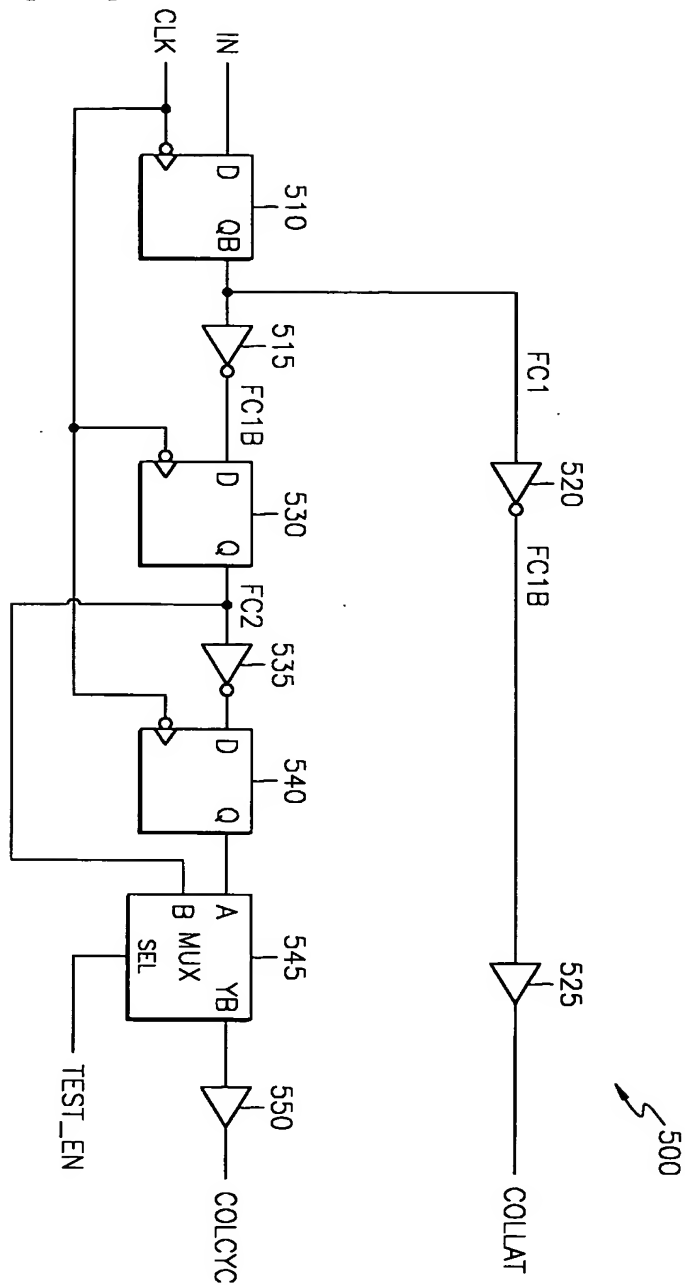 500
FC1
520
FC1B
525
COLLAT
IN
CLK
D
QB
510
515
FC1B
D
Q
530
FC2
535
D
Q
540
A
B
MUX
SEL
YB
545
TEST_EN
550
COLCYC